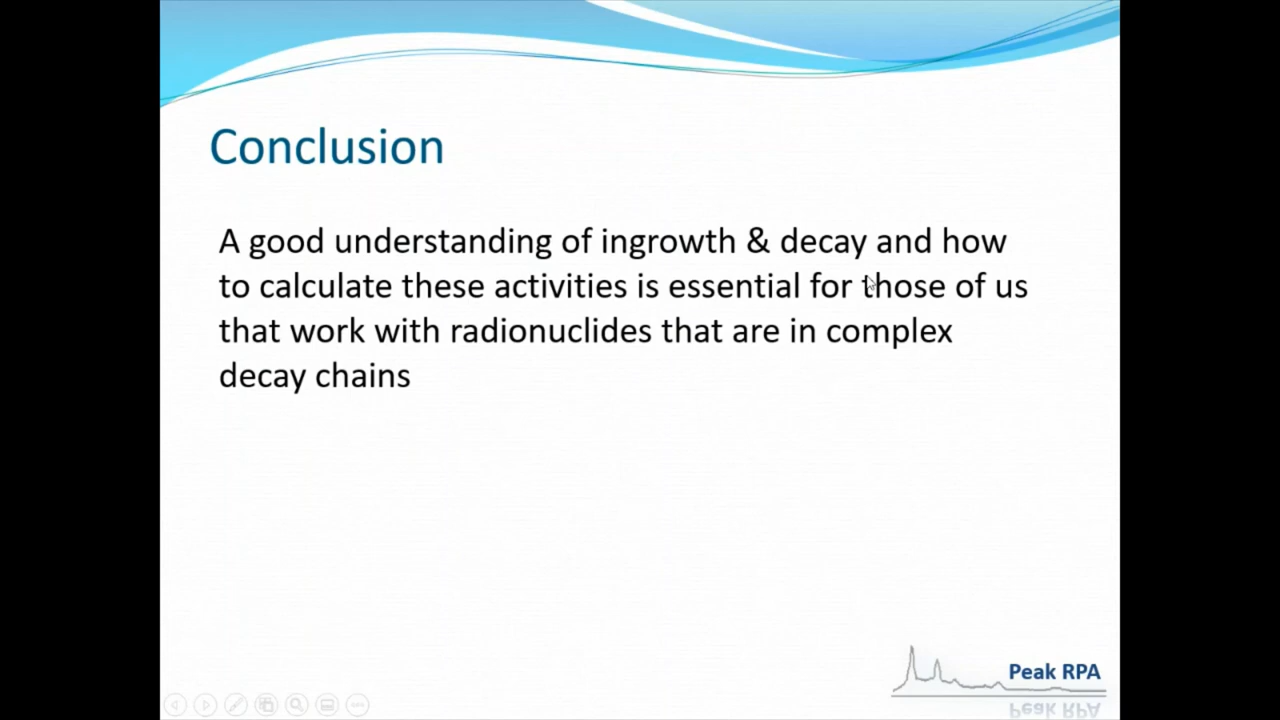 Conclusion
A good understanding of ingrowth & decay and how
to calculate these activities is essential for those of us
that work with radionuclides that are in complex
decay chains
Peak RPA